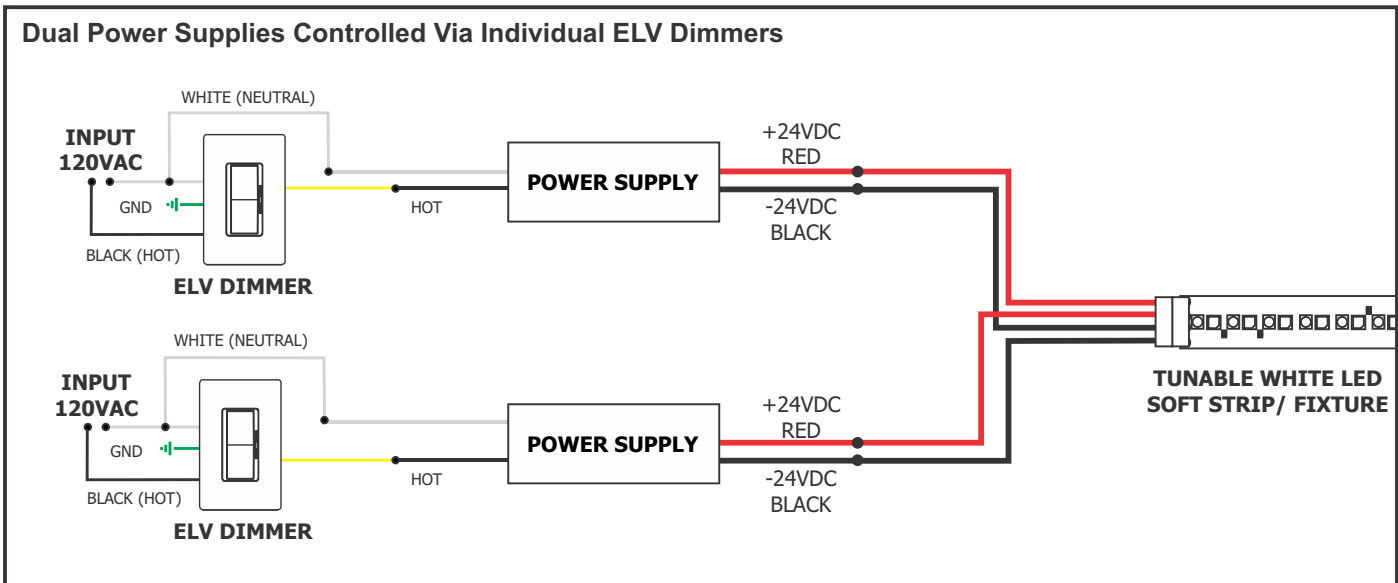 Dual Power Supplies Controlled Via Individual ELV Dimmers
WHITE (NEUTRAL)
INPUT
120VAC
GND
BLACK (HOT)
ELV DIMMER
HOT
POWER SUPPLY
+24VDC
RED
-24VDC
BLACK
WHITE (NEUTRAL)
INPUT
120VAC
GND
BLACK (HOT)
ELV DIMMER
HOT
POWER SUPPLY
+24VDC
RED
-24VDC
BLACK
TUNABLE WHITE LED
SOFT STRIP/ FIXTURE